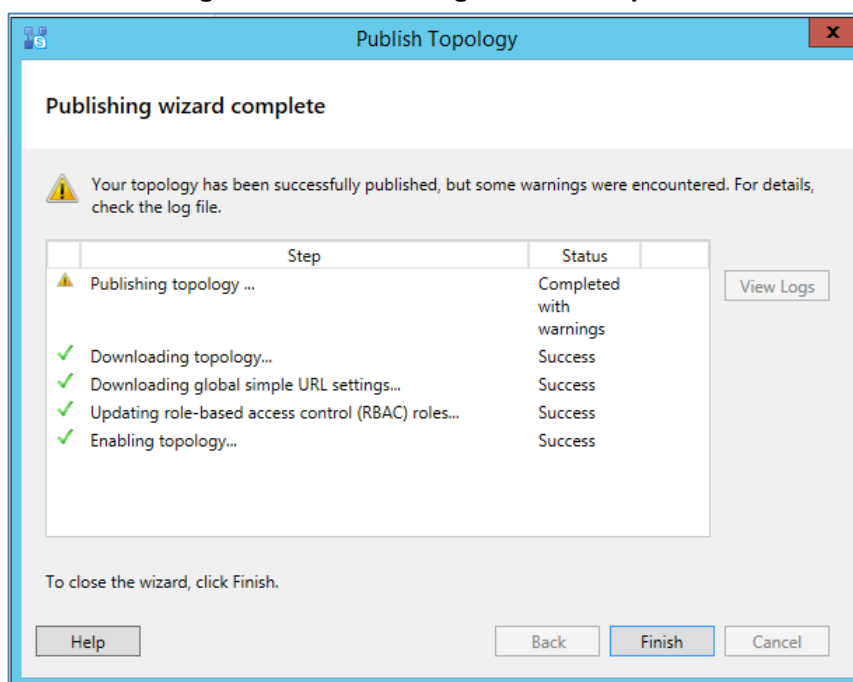 Publish Topology
X
Publishing wizard complete
Your topology has been successfully published, but some warnings were encountered. For details,
check the log file.
Step Status
Publishing topology ... Completed
with
warnings
View Logs
Downloading topology... Success
Downloading global simple URL settings... Success
Updating role-based access control (RBAC) roles... Success
Enabling topology... Success
To close the wizard, click Finish.
Help Back Finish Cancel